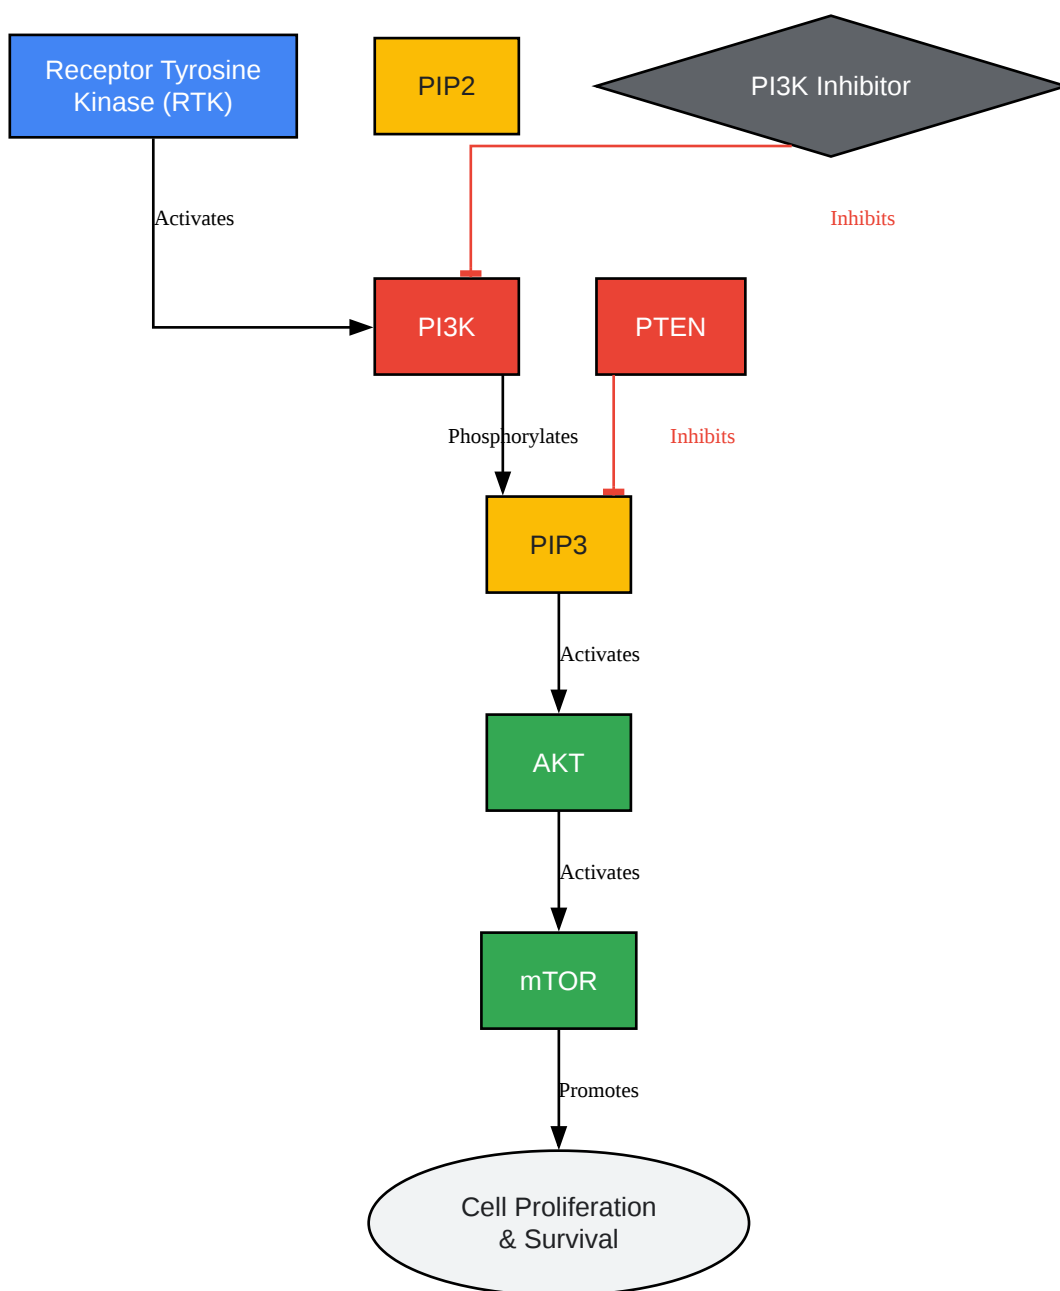 Receptor Tyrosine
Kinase (RTK)
PIP2
PI3K Inhibitor
Activates
Inhibits
PI3K
PTEN
Phosphorylates
Inhibits
PIP3
Activates
AKT
Activates
mTOR
Promotes
Cell Proliferation
& Survival